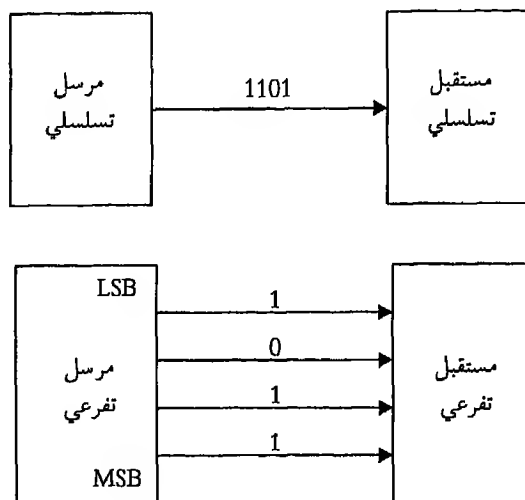 مرسل
تسلسلي
1101
مستقبل
تسلسلي
LSB
مرسل
تفرعي
MSB
1
0
1
1
مستقبل
تفرعي